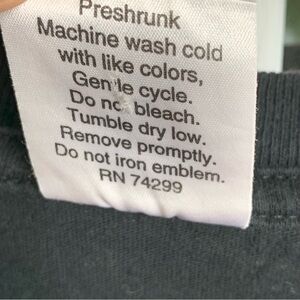 Preshrunk
Machine wash cold
with like colors,
Gentle cycle.
Do not bleach.
Tumble dry low.
Remove promptly.
Do not iron emblem.
RN 74299